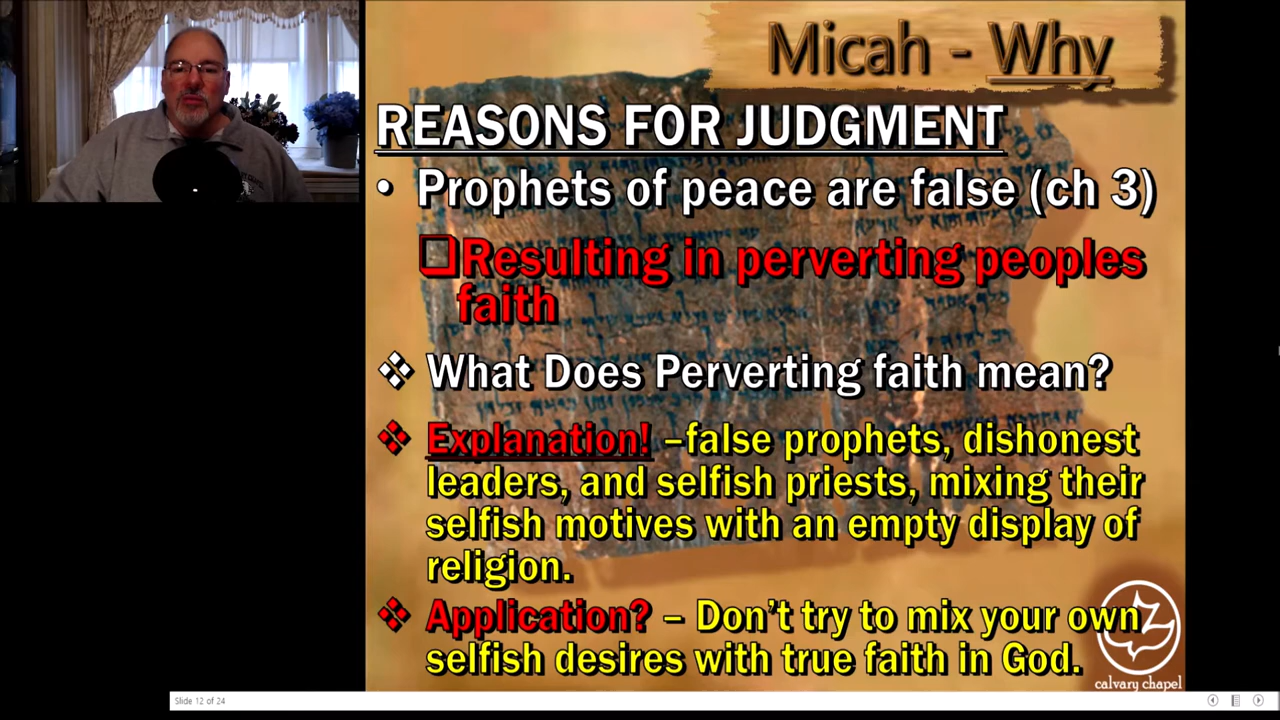 Micah - Why
REASONS FOR JUDGMENT
• Prophets of peace are false (ch 3)
❑Resulting in perverting peoples
faith
❖ What Does Perverting faith mean?
❖ Explanation! –false prophets, dishonest
leaders, and selfish priests, mixing their
selfish motives with an empty display of
religion.
❖ Application? – Don’t try to mix your own
selfish desires with true faith in God.
calvary chapel
Slide 12 of 24